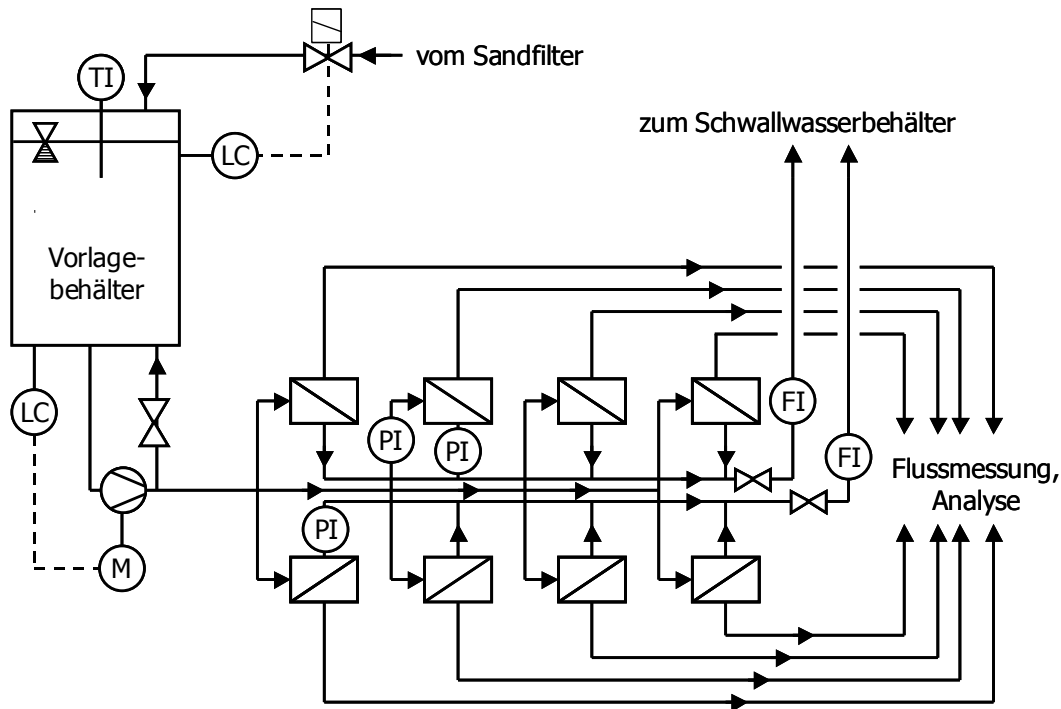 vom Sandfilter
TI
zum Schwallwasserbehälter
LC
Vorlage-
behälter
LC
FI
PI
PI
FI
Flussmessung,
Analyse
PI
M